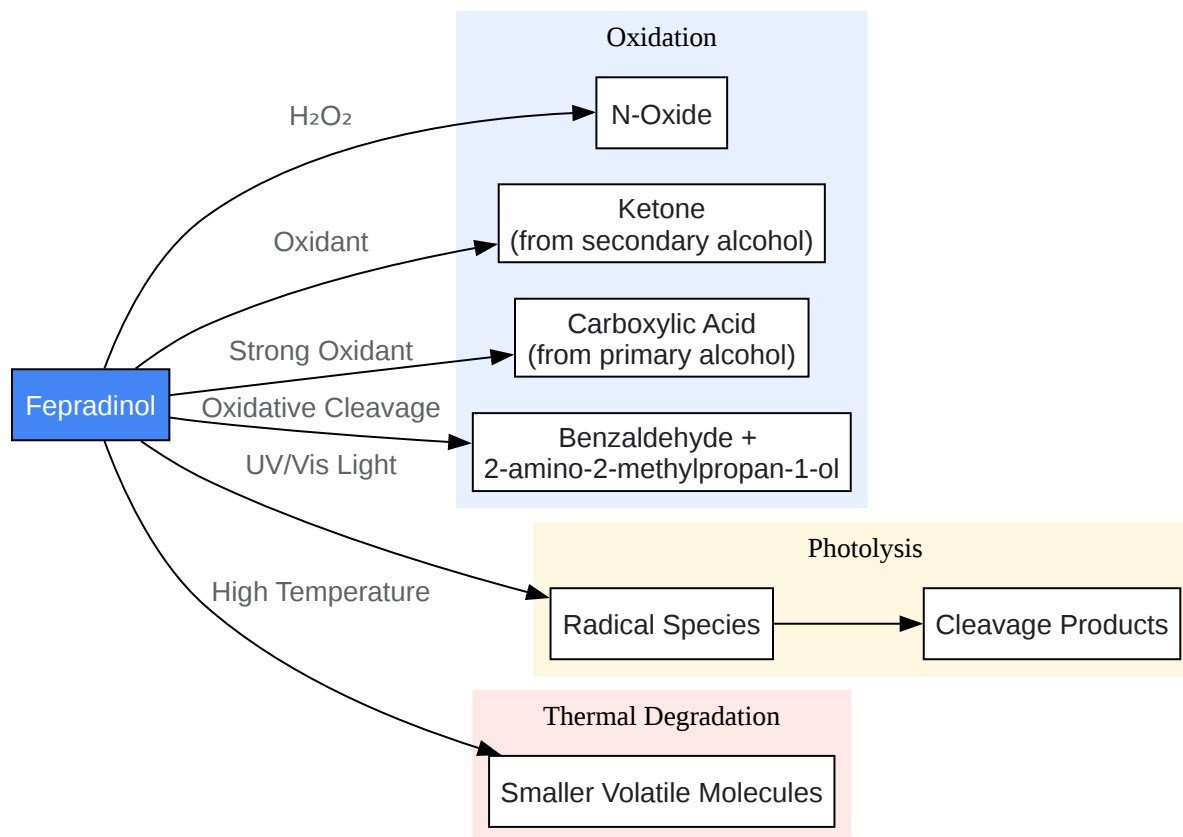 Oxidation
H₂O₂
N-Oxide
Ketone
(from secondary alcohol)
Oxidant
Carboxylic Acid
(from primary alcohol)
Strong Oxidant
Fepradinol
Oxidative Cleavage
Benzaldehyde +
2-amino-2-methylpropan-1-ol
UV/Vis Light
Photolysis
High Temperature
Radical Species
Cleavage Products
Thermal Degradation
Smaller Volatile Molecules